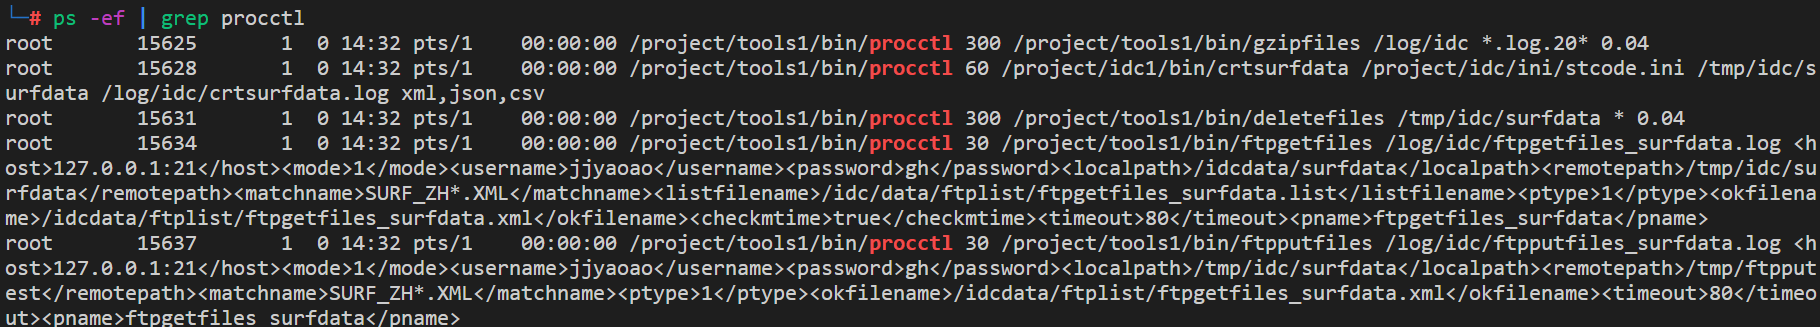 └─# ps -ef | grep procctl
root       15625       1  0 14:32 pts/1    00:00:00 /project/tools1/bin/procctl 300 /project/tools1/bin/gzipfiles /log/idc *.log.20* 0.04
root       15628       1  0 14:32 pts/1    00:00:00 /project/tools1/bin/procctl 60 /project/idc1/bin/crtsurfdata /project/idc/ini/stcode.ini /tmp/idc/s
urfdata /log/idc/crtsurfdata.log xml,json,csv
root       15631       1  0 14:32 pts/1    00:00:00 /project/tools1/bin/procctl 300 /project/tools1/bin/deletefiles /tmp/idc/surfdata * 0.04
root       15634       1  0 14:32 pts/1    00:00:00 /project/tools1/bin/procctl 30 /project/tools1/bin/ftpgetfiles /log/idc/ftpgetfiles_surfdata.log <h
ost>127.0.0.1:21</host><mode>1</mode><username>jjyaoao</username><password>gh</password><localpath>/idcdata/surfdata</localpath><remotepath>/tmp/idc/su
rfdata</remotepath><matchname>SURF_ZH*.XML</matchname><listfilename>/idc/data/ftplist/ftpgetfiles_surfdata.list</listfilename><ptype>1</ptype><okfilena
me>/idcdata/ftplist/ftpgetfiles_surfdata.xml</okfilename><checkmtime>true</checkmtime><timeout>80</timeout><pname>ftpgetfiles_surfdata</pname>
root       15637       1  0 14:32 pts/1    00:00:00 /project/tools1/bin/procctl 30 /project/tools1/bin/ftpputfiles /log/idc/ftpputfiles_surfdata.log <h
ost>127.0.0.1:21</host><mode>1</mode><username>jjyaoao</username><password>gh</password><localpath>/tmp/idc/surfdata</localpath><remotepath>/tmp/ftpput
est</remotepath><matchname>SURF_ZH*.XML</matchname><ptype>1</ptype><okfilename>/idcdata/ftplist/ftpgetfiles_surfdata.xml</okfilename><timeout>80</timeo
ut><pname>ftpgetfiles_surfdata</pname>